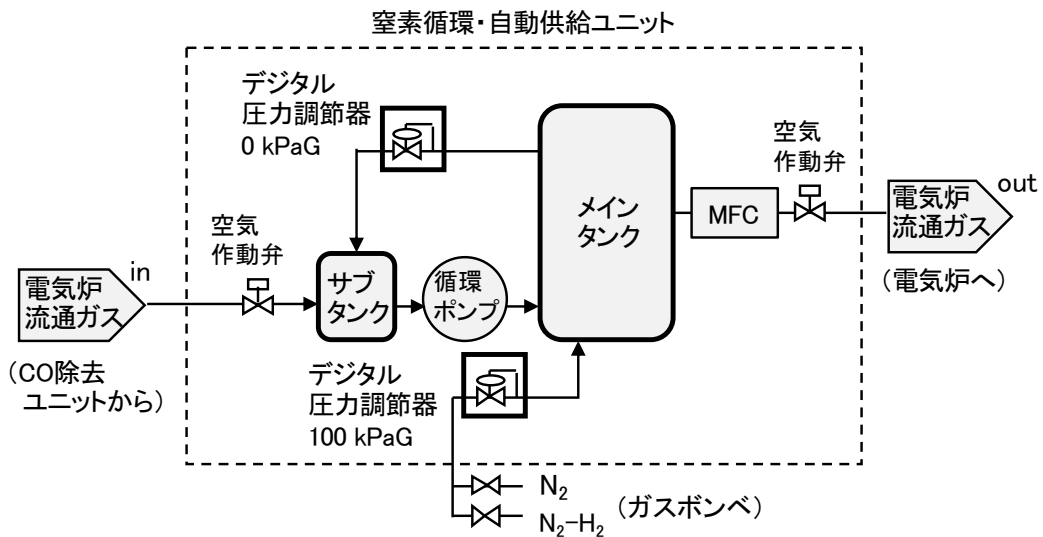 窒素循環・自動供給ユニット
デジタル
圧力調節器
0 kPaG
空気
作動弁
電気炉
流通ガス
in
(CO除去
ユニットから)
サブ
タンク
循環
ポンプ
メイン
タンク
MFC
空気
作動弁
電気炉
流通ガス
out
(電気炉へ)
デジタル
圧力調節器
100 kPaG
N₂
N₂-H₂
(ガスボンベ)